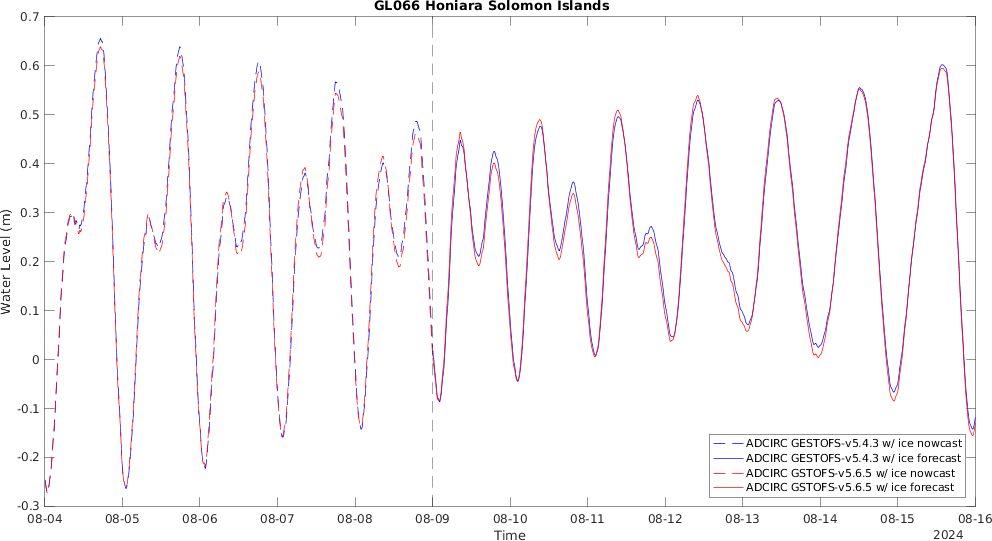 GL066 Honiara Solomon Islands
0.7
0.6
0.5
0.4
0.3
0.2
0.1
0
-0.1
-0.2
-0.3
Water Level (m)
ADCIRC GESTOFS-v5.4.3 w/ ice nowcast
ADCIRC GESTOFS-v5.4.3 w/ ice forecast
ADCIRC GSTOFS-v5.6.5 w/ ice nowcast
ADCIRC GSTOFS-v5.6.5 w/ ice forecast
08-04 08-05 08-06 08-07 08-08 08-09 08-10 08-11 08-12 08-13 08-14 08-15 08-16
Time
2024